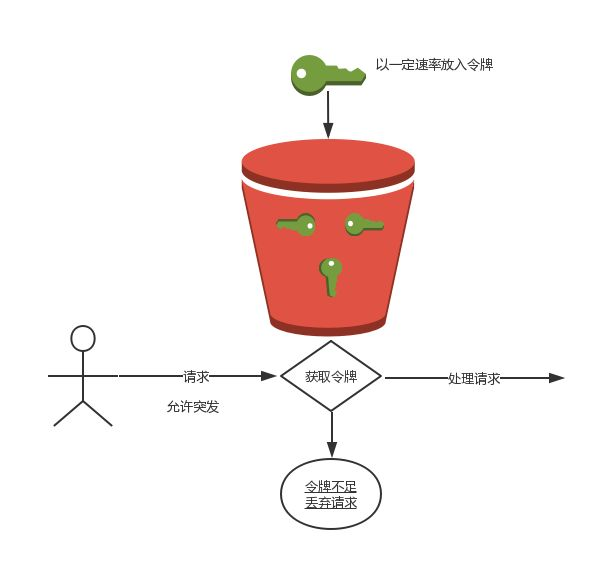 以一定速率放入令牌
请求
获取令牌
处理请求
允许突发
令牌不足
丢弃请求